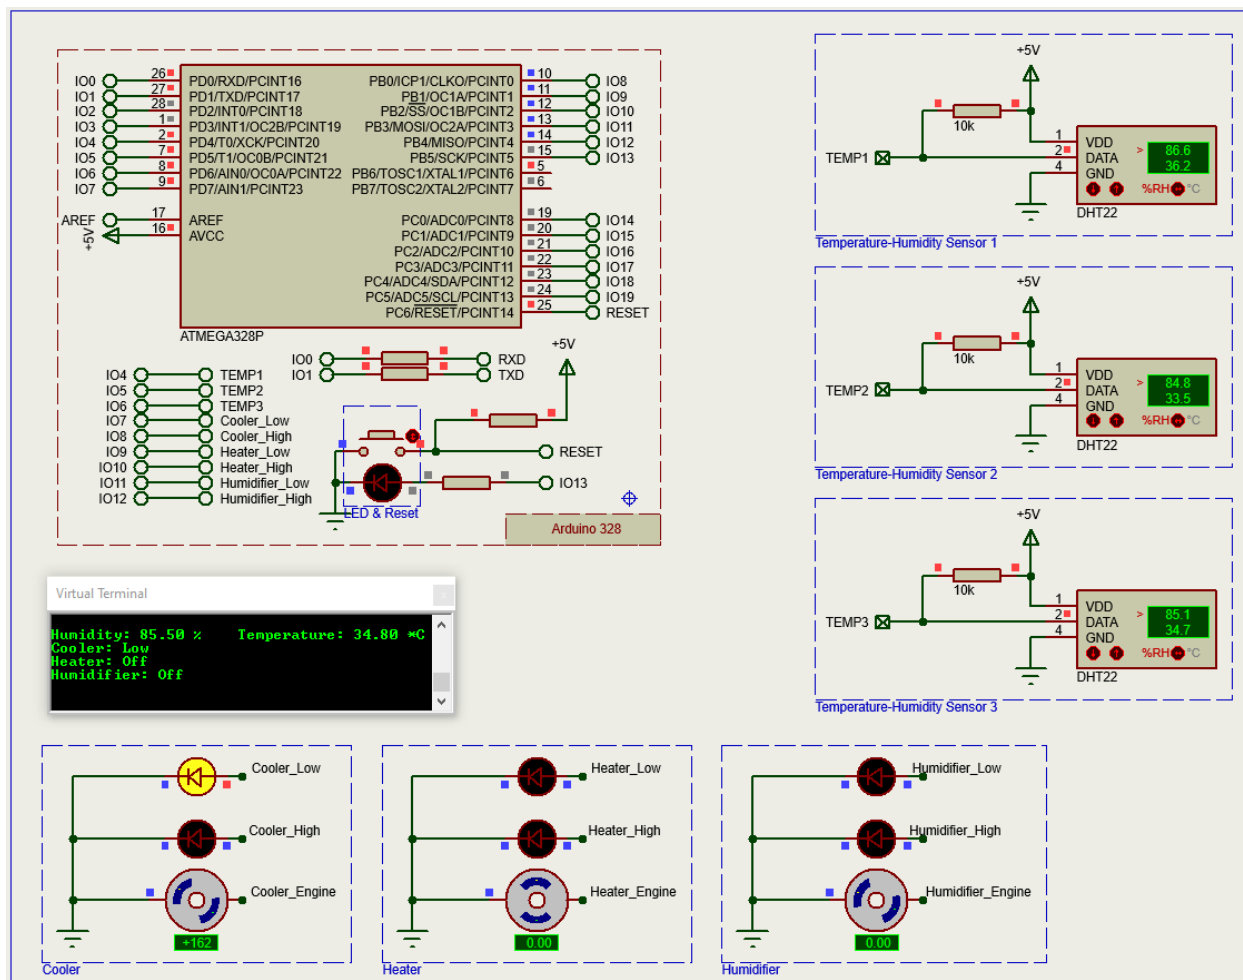 IO0 26 PD0/RXD/PCINT16 PB0/ICP1/CLKO/PCINT0 10 IO8
IO1 27 PD1/TXD/PCINT17 PB1/OC1A/PCINT1 11 IO9
IO2 28 PD2/INT0/PCINT18 PB2/SS/OC1B/PCINT2 12 IO10
IO3 1 PD3/INT1/OC2B/PCINT19 PB3/MOSI/OC2A/PCINT3 13 IO11
IO4 2 PD4/T0/XCK/PCINT20 PB4/MISO/PCINT4 14 IO12
IO5 7 PD5/T1/OC0B/PCINT21 PB5/SCK/PCINT5 15 IO13
IO6 8 PD6/AIN0/OC0A/PCINT22 PB6/TOSC1/XTAL1/PCINT6 5
IO7 9 PD7/AIN1/PCINT23 PB7/TOSC2/XTAL2/PCINT7 6
AREF 17 AREF PC0/ADC0/PCINT8 19 IO14
+5V 16 AVCC PC1/ADC1/PCINT9 20 IO15
PC2/ADC2/PCINT10 21 IO16
PC3/ADC3/PCINT11 22 IO17
PC4/ADC4/SDA/PCINT12 23 IO18
PC5/ADC5/SCL/PCINT13 24 IO19
PC6/RESET/PCINT14 25 RESET
ATMEGA328P
IO0 RXD
IO1 TXD
+5V
IO4 TEMP1
IO5 TEMP2
IO6 TEMP3
IO7 Cooler_Low
IO8 Cooler_High
IO9 Heater_Low
IO10 Heater_High
IO11 Humidifier_Low
IO12 Humidifier_High
RESET
IO13
LED & Reset
Arduino 328
+5V
10k
TEMP1
1 VDD
2 DATA
4 GND
>
86.6
36.2
%RH °C
DHT22
Temperature-Humidity Sensor 1
+5V
10k
TEMP2
1 VDD
2 DATA
4 GND
>
84.8
33.5
%RH °C
DHT22
Temperature-Humidity Sensor 2
+5V
10k
TEMP3
1 VDD
2 DATA
4 GND
>
85.1
34.7
%RH °C
DHT22
Temperature-Humidity Sensor 3
Virtual Terminal
x
Humidity: 85.50 % Temperature: 34.80 *C
Cooler: Low
Heater: Off
Humidifier: Off
Cooler_Low
Cooler_High
Cooler_Engine
+162
Cooler
Heater_Low
Heater_High
Heater_Engine
0.00
Heater
Humidifier_Low
Humidifier_High
Humidifier_Engine
0.00
Humidifier